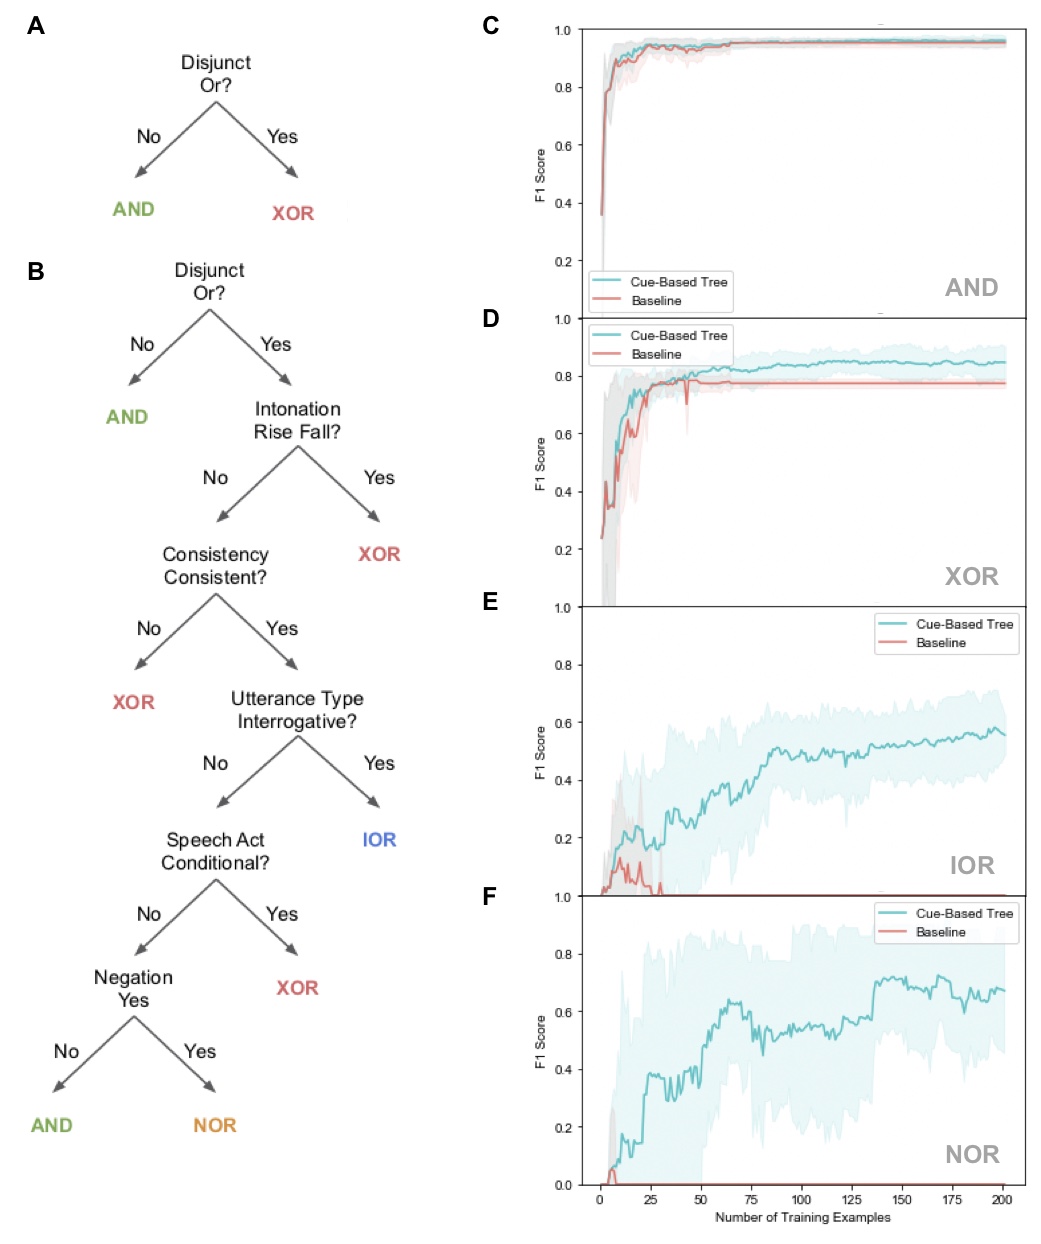 A
Disjunct
Or?
No
Yes
AND
XOR
B
Disjunct
Or?
No
Yes
AND
Intonation
Rise Fall?
No
Yes
Consistency
Consistent?
XOR
No
Yes
XOR
Utterance Type
Interrogative?
No
Yes
Speech Act
Conditional?
IOR
No
Yes
Negation
Yes
XOR
No
Yes
AND
NOR
C
1.0
0.8
0.6
0.4
0.2
F1 Score
Cue-Based Tree
Baseline
AND
D
1.0
0.8
0.6
0.4
0.2
F1 Score
Cue-Based Tree
Baseline
XOR
E
1.0
0.8
0.6
0.4
0.2
F1 Score
Cue-Based Tree
Baseline
IOR
F
1.0
0.8
0.6
0.4
0.2
0.0
F1 Score
Cue-Based Tree
Baseline
NOR
0 25 50 75 100 125 150 175 200
Number of Training Examples